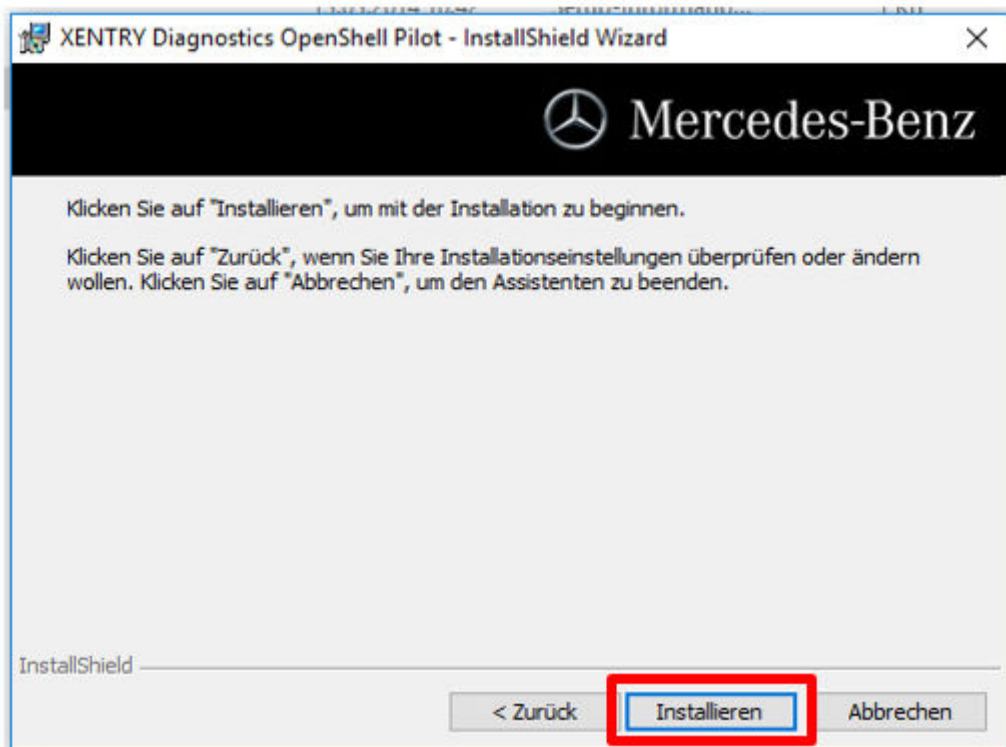 XENTRY Diagnostics OpenShell Pilot - InstallShield Wizard
Mercedes-Benz
Klicken Sie auf "Installieren", um mit der Installation zu beginnen.
Klicken Sie auf "Zurück", wenn Sie Ihre Installationseinstellungen überprüfen oder ändern
wollen. Klicken Sie auf "Abbrechen", um den Assistenten zu beenden.
InstallShield
< Zurück Installieren Abbrechen